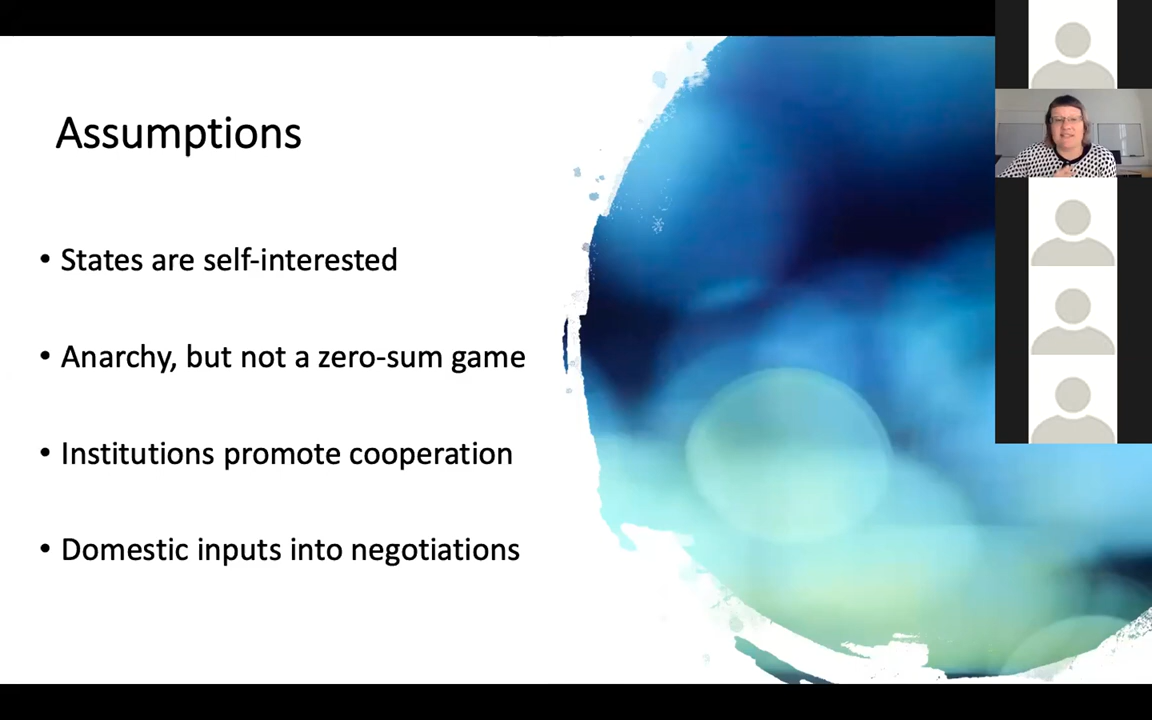 Assumptions
• States are self-interested
• Anarchy, but not a zero-sum game
• Institutions promote cooperation
• Domestic inputs into negotiations